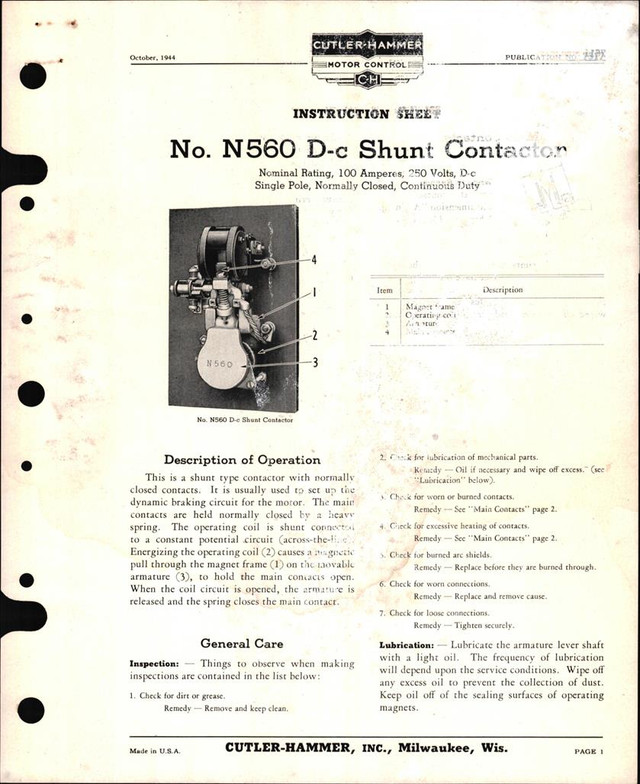 October, 1944
CUTLER-HAMMER
MOTOR CONTROL
C-H
INSTRUCTION SHEET
No. N560 D-c Shunt Contactor
Nominal Rating, 100 Amperes, 250 Volts, D-c
Single Pole, Normally Closed, Continuous Duty
4
1
2
3
N560
No. N560 D-c Shunt Contactor
Item Description
1 Magnet frame
2 Operating coil
3 Armature
4
Description of Operation
This is a shunt type contactor with normally
closed contacts. It is usually used to set up the
dynamic braking circuit for the motor. The main
contacts are held normally closed by a heavy
spring. The operating coil is shunt connected
to a constant potential circuit (across-the-line).
Energizing the operating coil (2) causes a magnetic
pull through the magnet frame (1) on the movable
armature (3), to hold the main contacts open.
When the coil circuit is opened, the armature is
released and the spring closes the main contact.
General Care
Inspection: — Things to observe when making
inspections are contained in the list below:
1. Check for dirt or grease.
Remedy — Remove and keep clean.
2. Check for lubrication of mechanical parts.
Remedy — Oil if necessary and wipe off excess. (see
"Lubrication" below).
3. Check for worn or burned contacts.
Remedy — See "Main Contacts" page 2.
4. Check for excessive heating of contacts.
Remedy — See "Main Contacts" page 2.
5. Check for burned arc shields.
Remedy — Replace before they are burned through.
6. Check for worn connections.
Remedy — Replace and remove cause.
7. Check for loose connections.
Remedy — Tighten securely.
Lubrication: — Lubricate the armature lever shaft
with a light oil. The frequency of lubrication
will depend upon the service conditions. Wipe off
any excess oil to prevent the collection of dust.
Keep oil off of the sealing surfaces of operating
magnets.
Made in U.S.A. CUTLER-HAMMER, INC., Milwaukee, Wis. PAGE 1